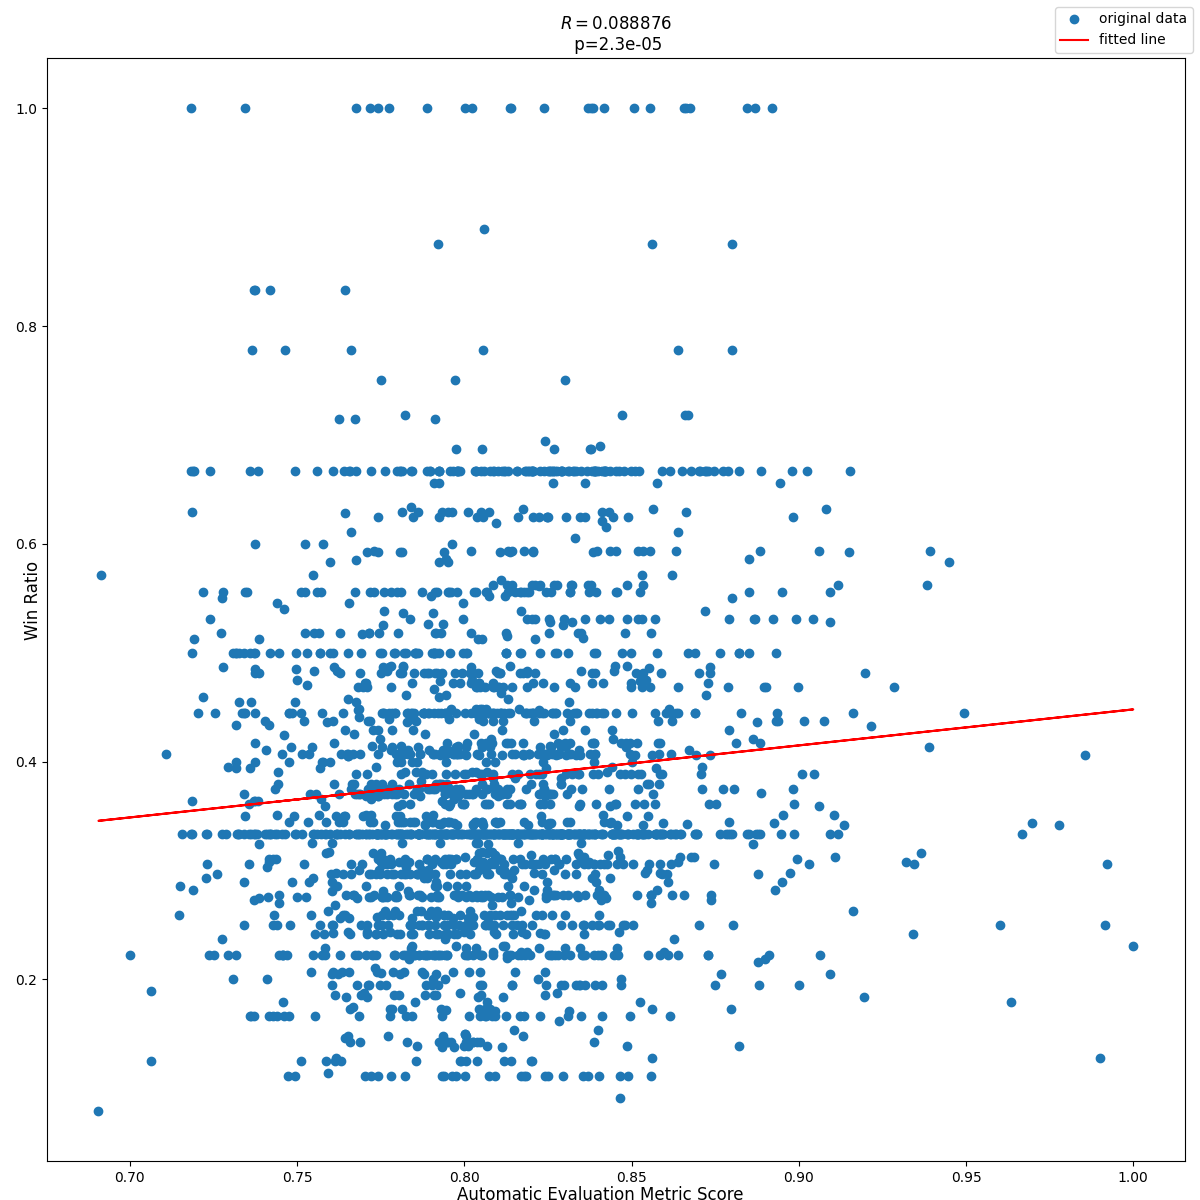 R = 0.088876
p=2.3e-05
original data
fitted line
1.0
0.8
0.6
0.4
0.2
Win Ratio
0.70
0.75
0.80
0.85
0.90
0.95
1.00
Automatic Evaluation Metric Score